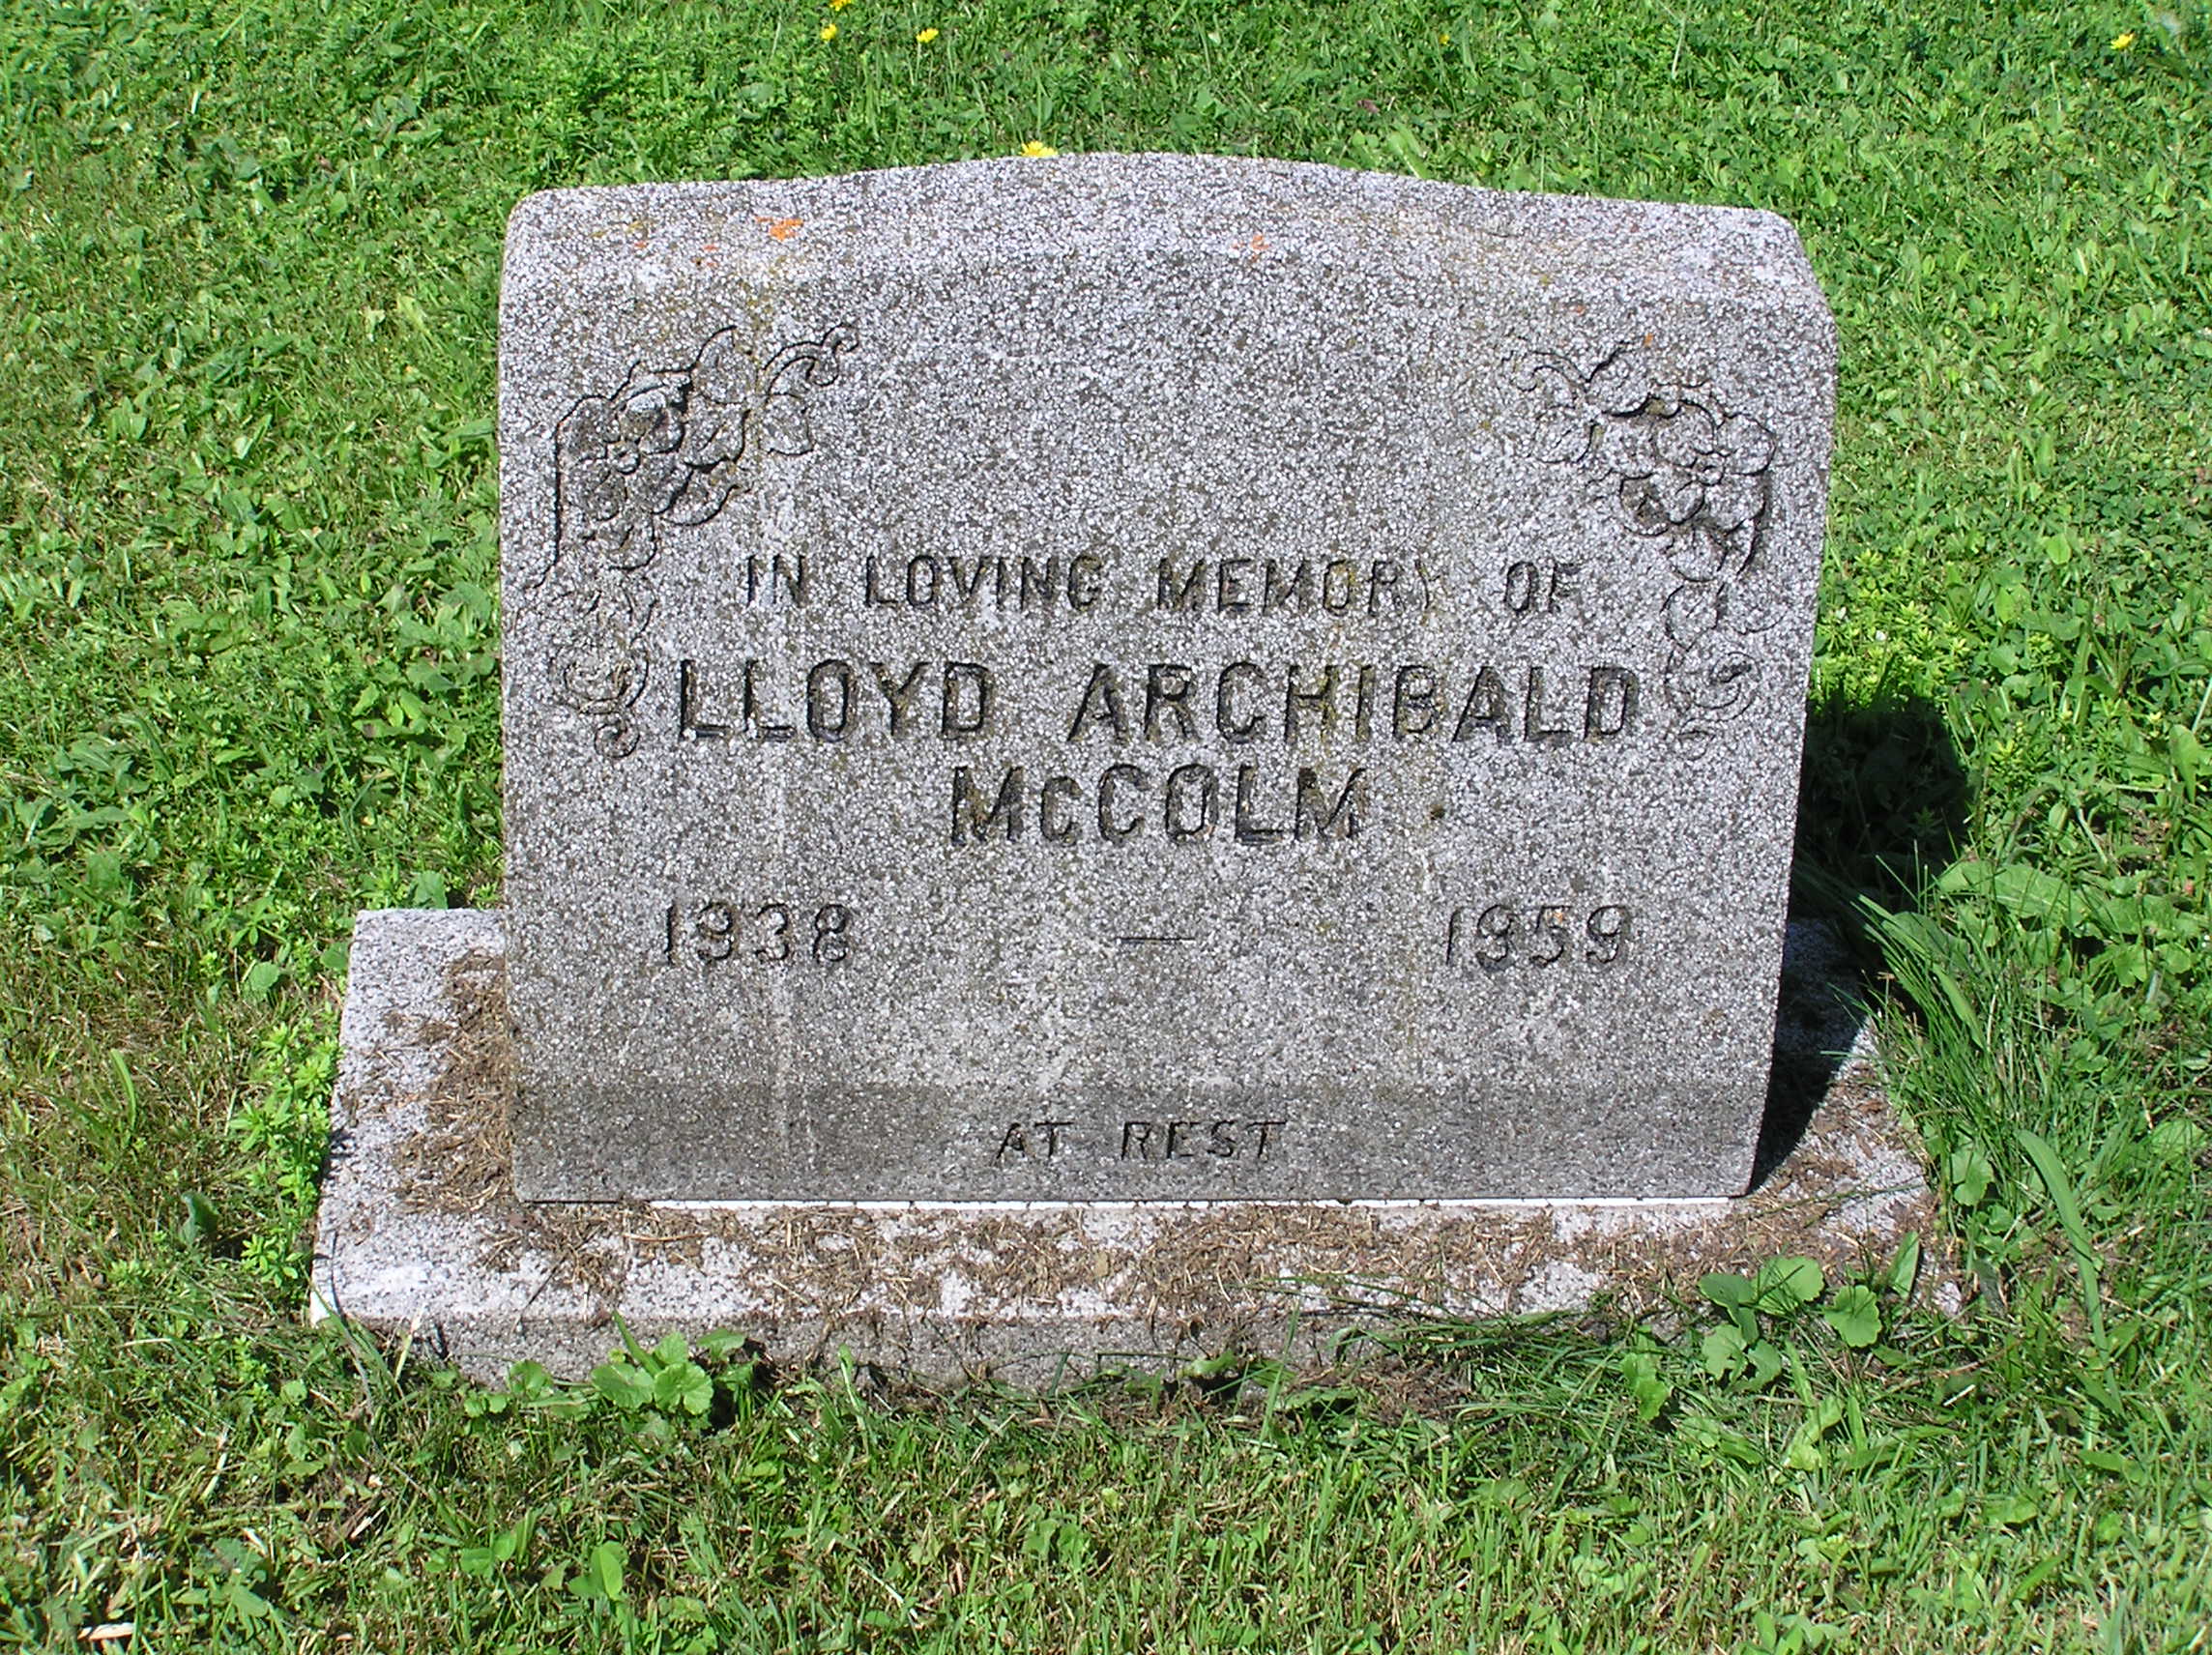 IN LOVING MEMORY OF
LLOYD ARCHIBALD
McCOLM
1938 — 1959
AT REST